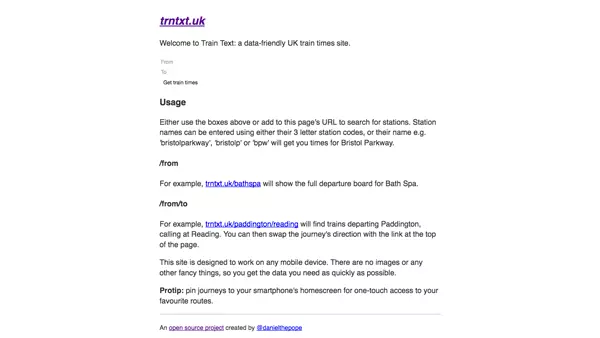 trntxt.uk
Welcome to Train Text: a data-friendly UK train times site.
From
To
Get train times
Usage
Either use the boxes above or add to this page's URL to search for stations. Station
names can be entered using either their 3 letter station codes, or their name e.g.
'bristolparkway', 'bristolp' or 'bpw' will get you times for Bristol Parkway.
/from
For example, trntxt.uk/bathspa will show the full departure board for Bath Spa.
/from/to
For example, trntxt.uk/paddington/reading will find trains departing Paddington,
calling at Reading. You can then swap the journey's direction with the link at the top
of the page.
This site is designed to work on any mobile device. There are no images or any
other fancy things, so you get the data you need as quickly as possible.
Protip: pin journeys to your smartphone's homescreen for one-touch access to your
favourite routes.
An open source project created by @danielthepope